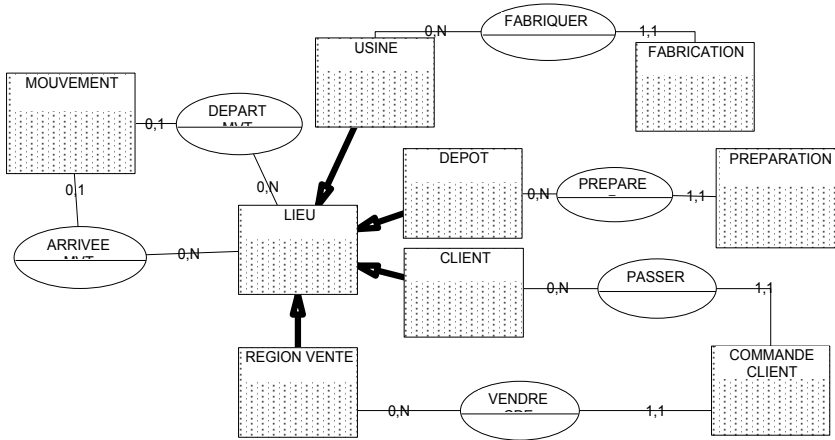 FABRIQUER
0,N
1,1
USINE
FABRICATION
MOUVEMENT
DEPART
0,1
0,N
DEPOT
PREPARATION
PREPARE
0,N
1,1
0,1
LIEU
ARRIVEE
0,N
CLIENT
PASSER
0,N
1,1
REGION VENTE
COMMANDE
CLIENT
VENDRE
0,N
1,1